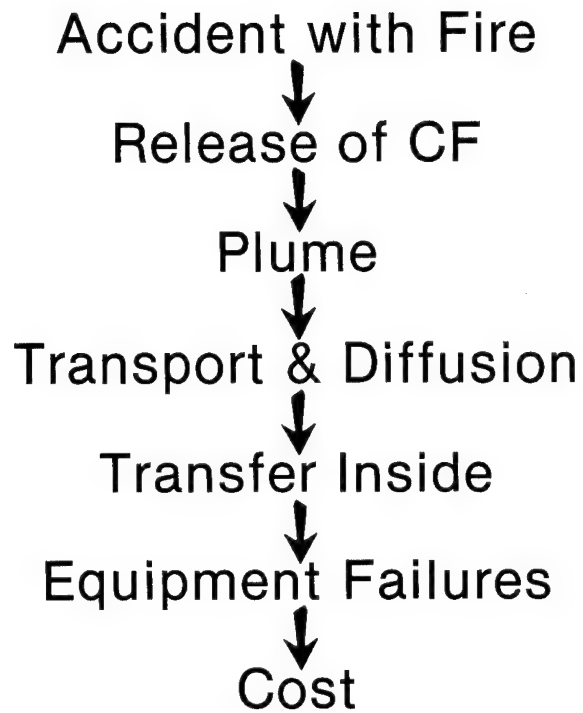 Accident with Fire
Release of CF
Plume
Transport & Diffusion
Transfer Inside
Equipment Failures
Cost